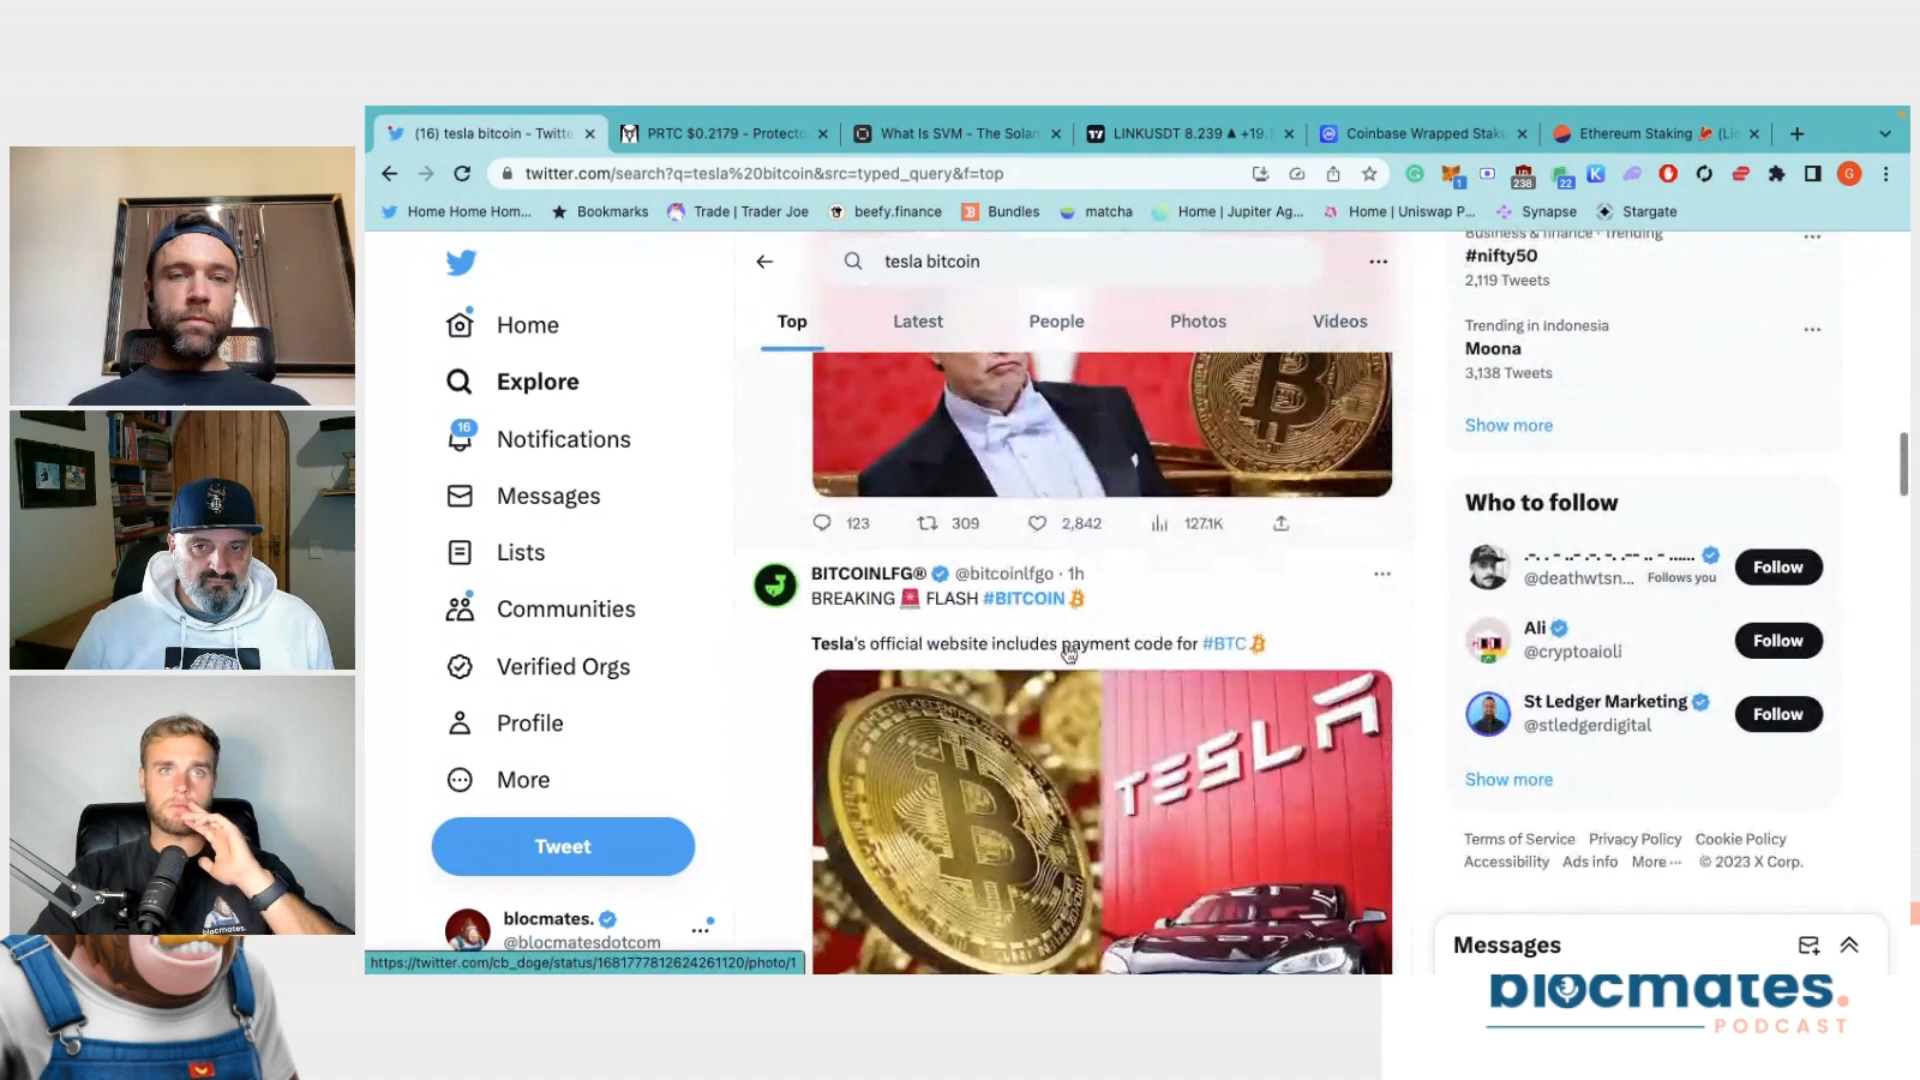 (16) tesla bitcoin - Twitte
PRTC $0.2179 - Protecto
What Is SVM - The Solan
LINKUSDT 8.239 ▲ +19.
Coinbase Wrapped Stak
Ethereum Staking
twitter.com/search?q=tesla%20bitcoin&src=typed_query&f=top
1
238
22
G
Home Home Hom...
Bookmarks
Trade | Trader Joe
beefy.finance
Bundles
matcha
Home | Jupiter Ag...
Home | Uniswap P...
Synapse
Stargate
Home
Explore
16
Notifications
Messages
Lists
Communities
Verified Orgs
Profile
More
Tweet
blocmates.
@blocmatesdotcom
https://twitter.com/cb_doge/status/1681777812624261120/photo/1
tesla bitcoin
Top
Latest
People
Photos
Videos
123
309
2,842
127.1K
BITCOINLFG® @bitcoinlfgo · 1h
BREAKING 🚨 FLASH #BITCOIN
Tesla's official website includes payment code for #BTC
TESLA
Business & finance · Trending
#nifty50
2,119 Tweets
Trending in Indonesia
Moona
3,138 Tweets
Show more
Who to follow
.-. . - ..- .-. -. .-- .. - ......
@deathwtsn... Follows you
Follow
Ali
@cryptoaioli
Follow
St Ledger Marketing
@stledgerdigital
Follow
Show more
Terms of Service Privacy Policy Cookie Policy
Accessibility Ads info More ··· © 2023 X Corp.
Messages
blocmates.
blocmates.
PODCAST